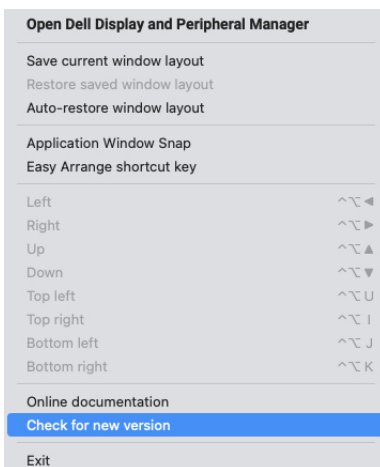 Open Dell Display and Peripheral Manager
Save current window layout
Restore saved window layout
Auto-restore window layout
Application Window Snap
Easy Arrange shortcut key
Left ^⌥◀
Right ^⌥▶
Up ^⌥▲
Down ^⌥▼
Top left ^⌥U
Top right ^⌥I
Bottom left ^⌥J
Bottom right ^⌥K
Online documentation
Check for new version
Exit